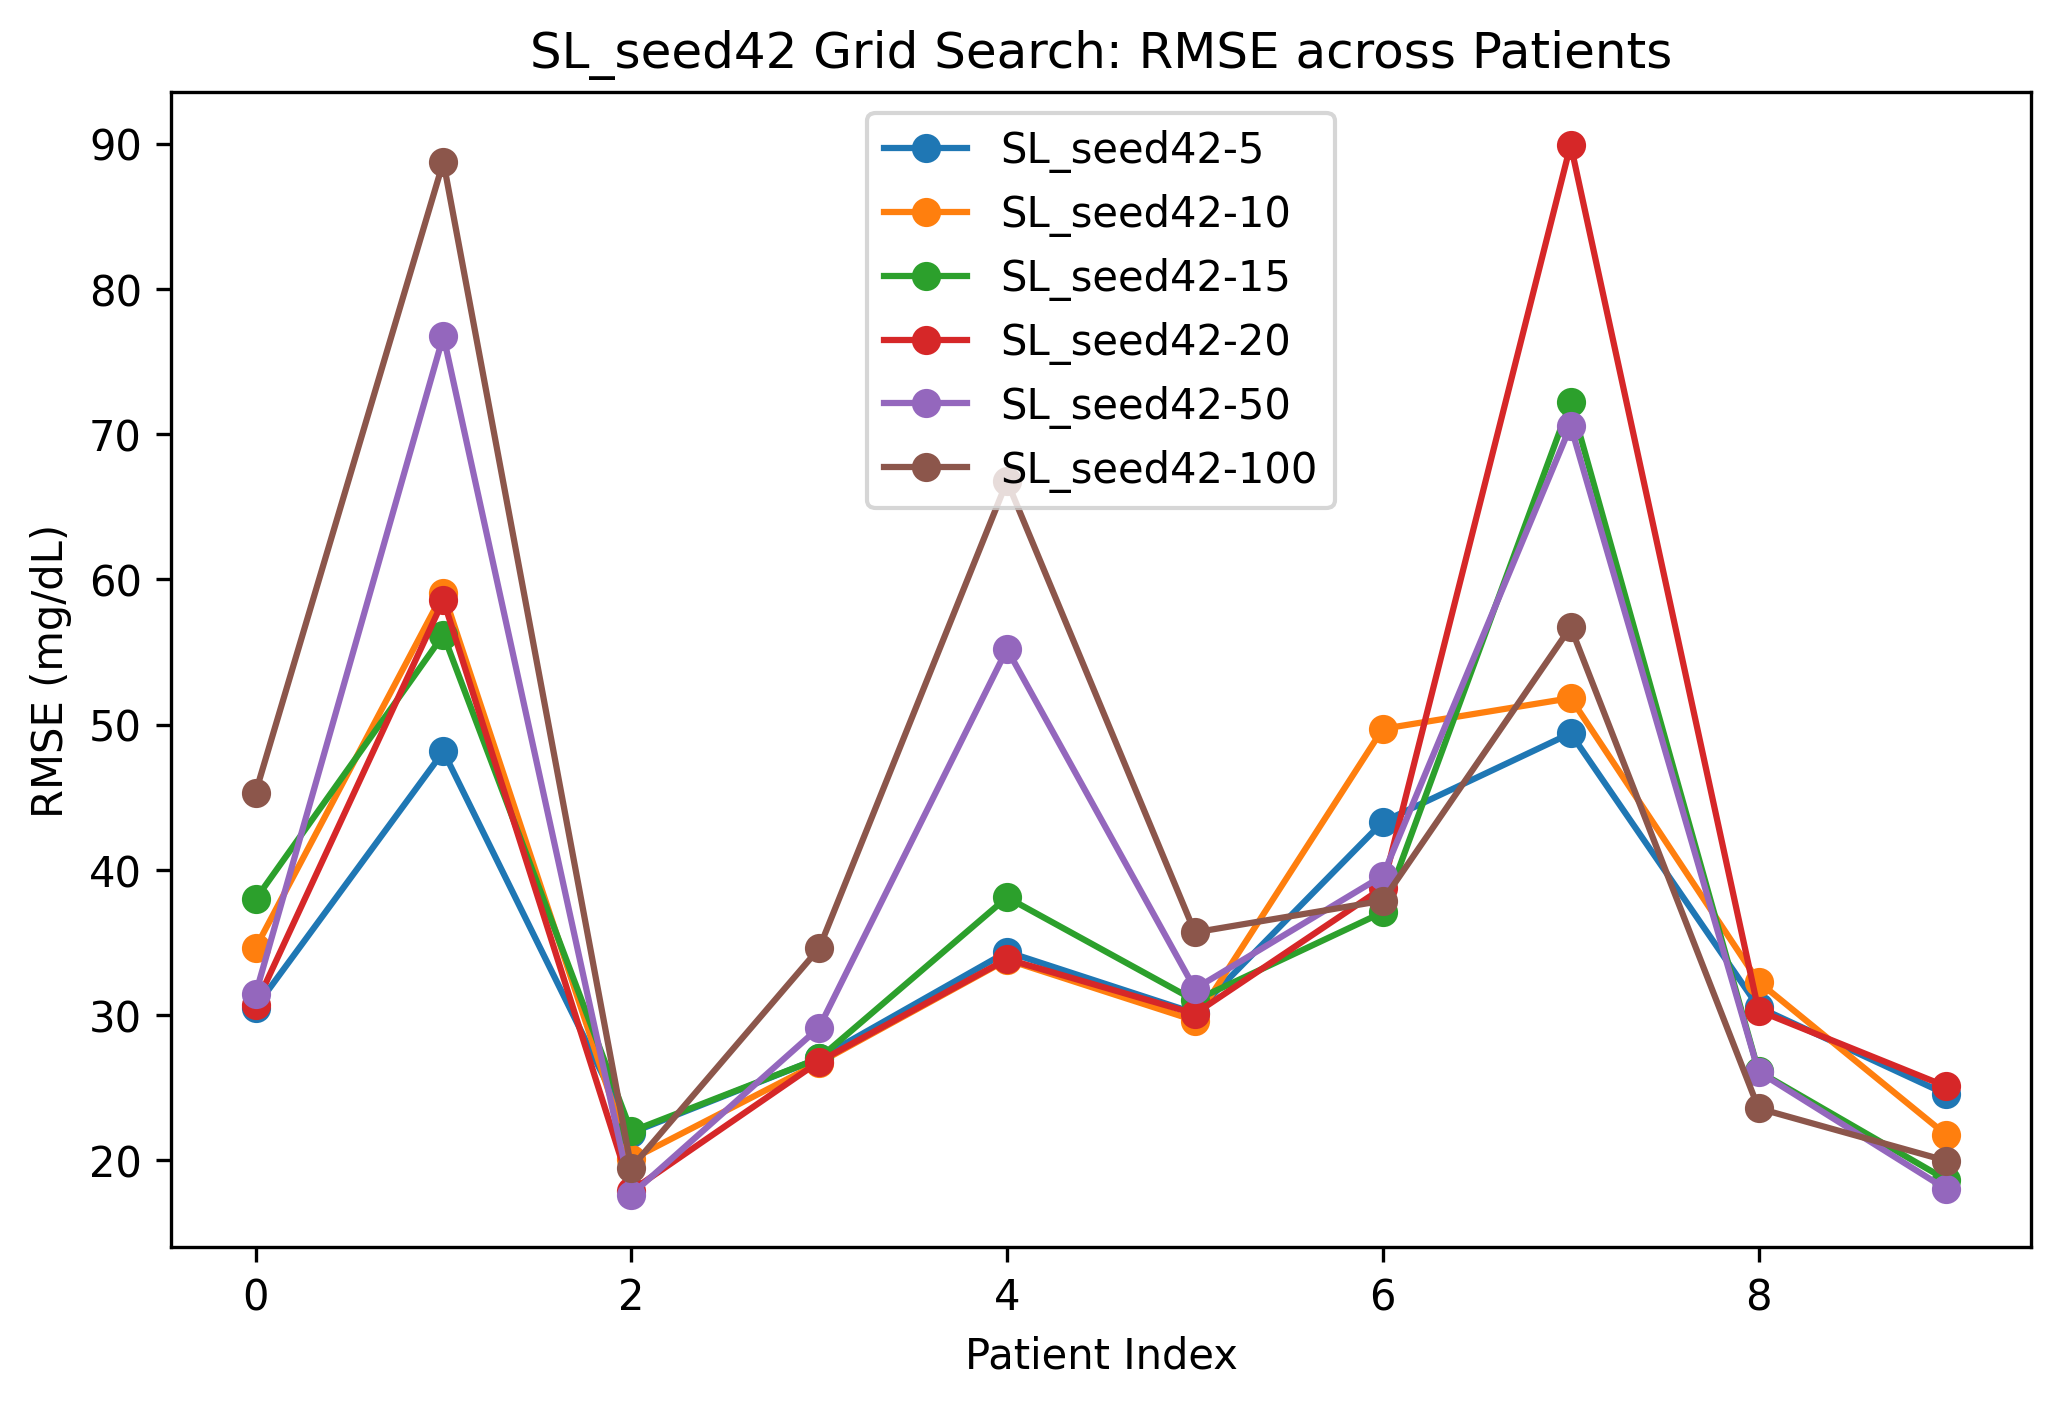 SL_seed42 Grid Search: RMSE across Patients
90
80
70
60
50
40
30
20
RMSE (mg/dL)
SL_seed42-5
SL_seed42-10
SL_seed42-15
SL_seed42-20
SL_seed42-50
SL_seed42-100
0 2 4 6 8
Patient Index